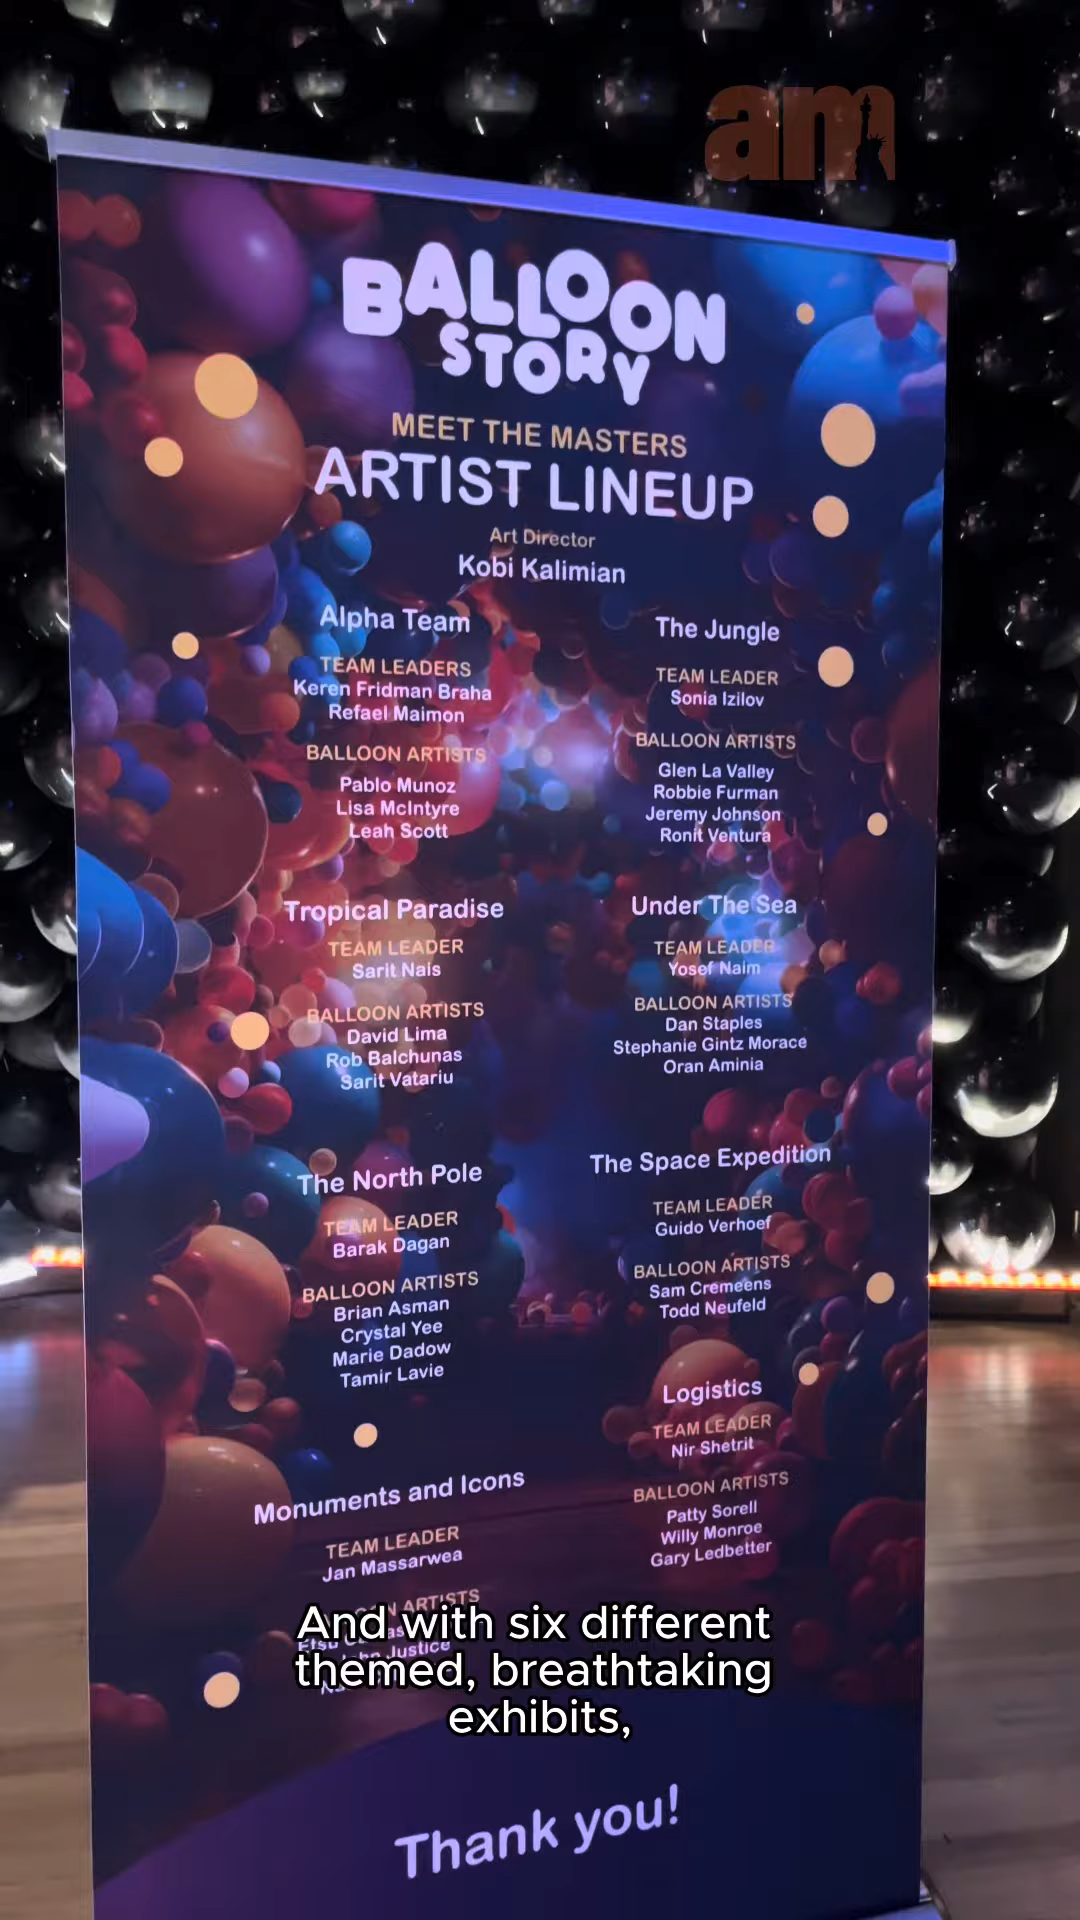 am
BALLOON
STORY
MEET THE MASTERS
ARTIST LINEUP
Art Director
Kobi Kalimian
Alpha Team
TEAM LEADERS
Keren Fridman Braha
Refael Maimon
BALLOON ARTISTS
Pablo Munoz
Lisa McIntyre
Leah Scott
The Jungle
TEAM LEADER
Sonia Izilov
BALLOON ARTISTS
Glen La Valley
Robbie Furman
Jeremy Johnson
Ronit Ventura
Tropical Paradise
TEAM LEADER
Sarit Nais
BALLOON ARTISTS
David Lima
Rob Balchunas
Sarit Vatariu
Under The Sea
TEAM LEADER
Yosef Naim
BALLOON ARTISTS
Dan Staples
Stephanie Gintz Morace
Oran Aminia
The North Pole
TEAM LEADER
Barak Dagan
BALLOON ARTISTS
Brian Asman
Crystal Yee
Marie Dadow
Tamir Lavie
The Space Expedition
TEAM LEADER
Guido Verhoef
BALLOON ARTISTS
Sam Cremeens
Todd Neufeld
Logistics
TEAM LEADER
Nir Shetrit
BALLOON ARTISTS
Patty Sorell
Willy Monroe
Gary Ledbetter
Monuments and Icons
TEAM LEADER
Jan Massarwea
ARTISTS
Justice
And with six different
themed, breathtaking
exhibits,
Thank you!